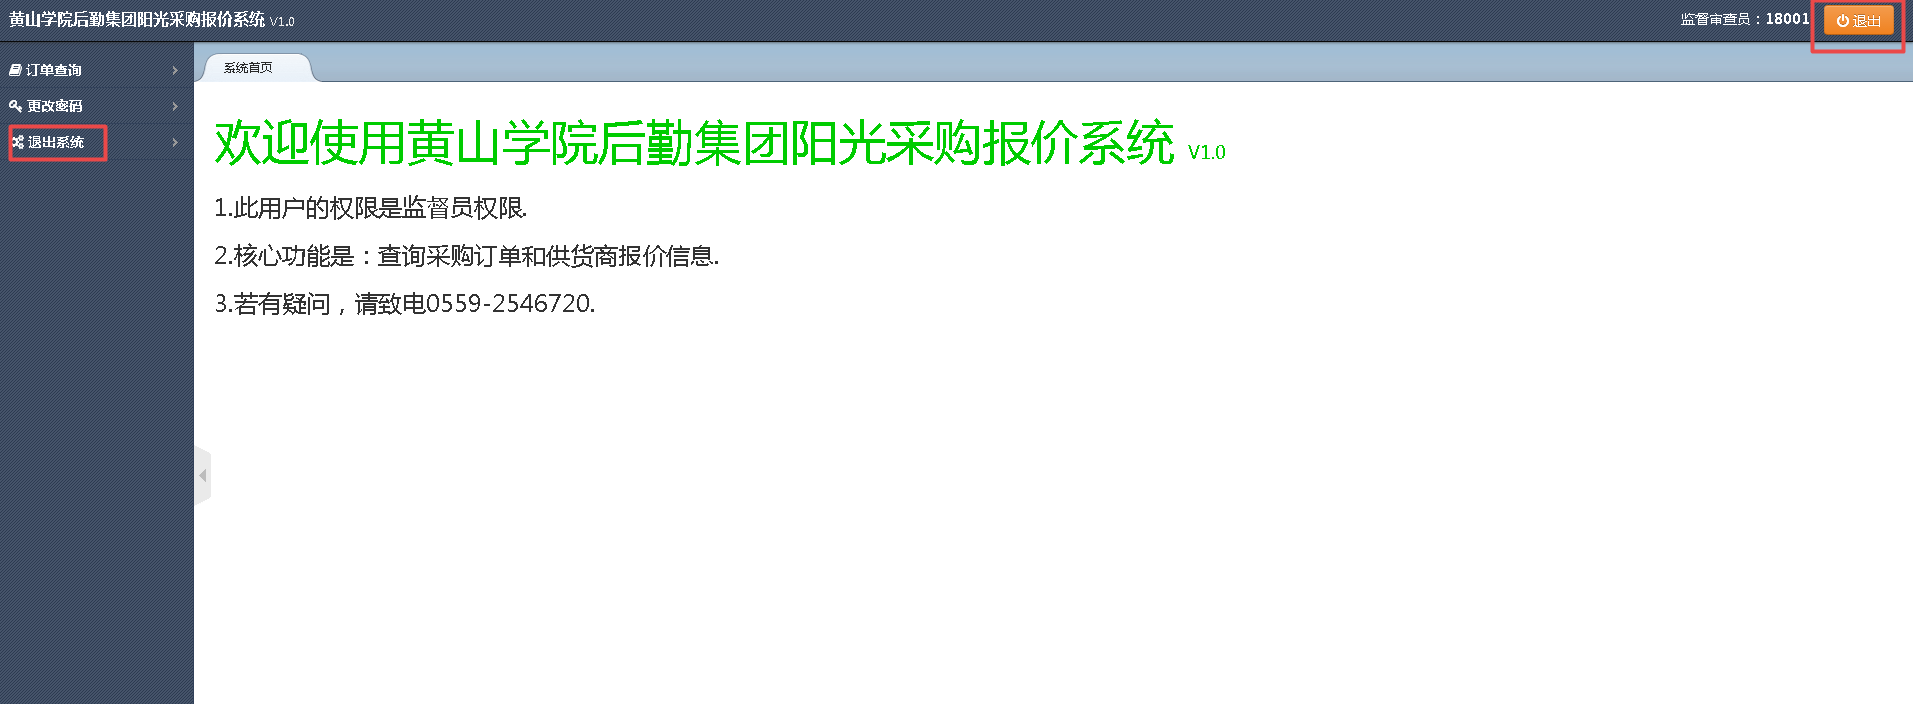 黄山学院后勤集团阳光采购报价系统 V1.0
监督审查员：18001 退出
订单查询
更改密码
退出系统
系统首页
欢迎使用黄山学院后勤集团阳光采购报价系统 V1.0
1.此用户的权限是监督员权限.
2.核心功能是：查询采购订单和供货商报价信息.
3.若有疑问，请致电0559-2546720.